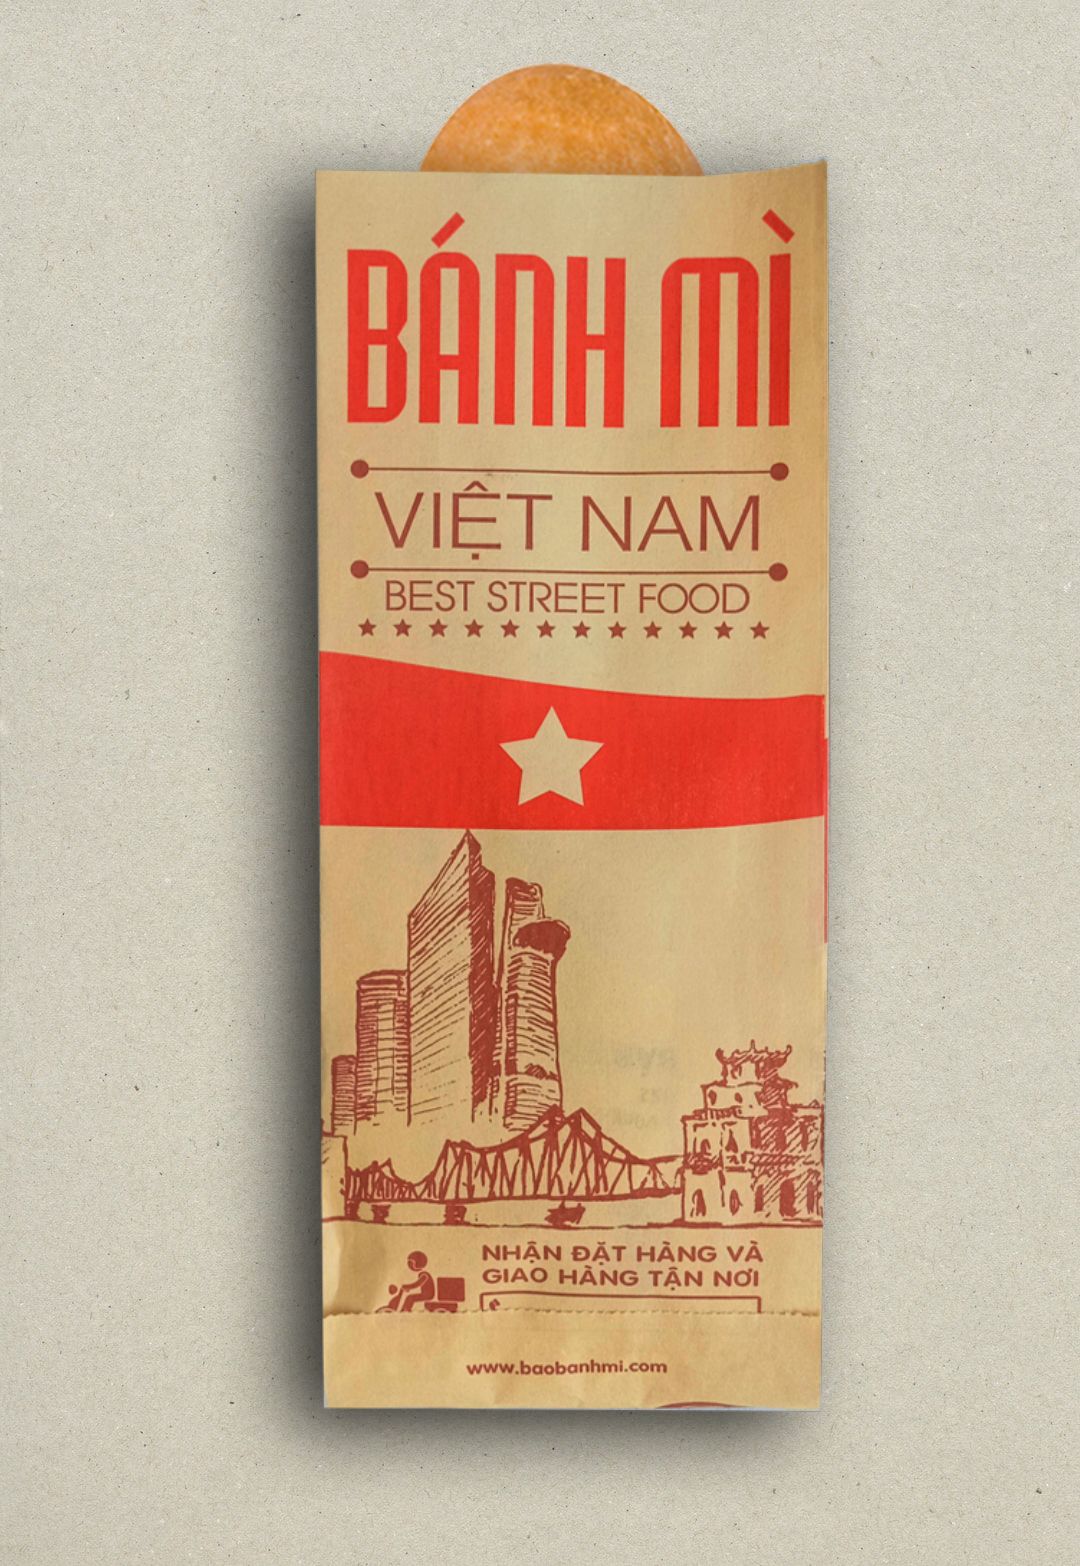 BÁNH MÌ
VIỆT NAM
BEST STREET FOOD
NHẬN ĐẶT HÀNG VÀ
GIAO HÀNG TẬN NƠI
www.baobanhmi.com